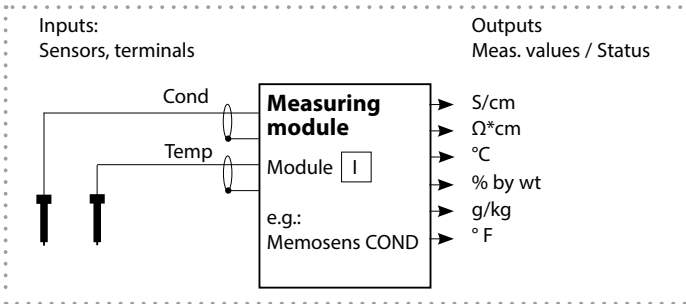 Inputs:
Sensors, terminals
Outputs
Meas. values / Status
Cond
Temp
Measuring
module
Module I
e.g.:
Memosens COND
S/cm
Ω*cm
°C
% by wt
g/kg
° F